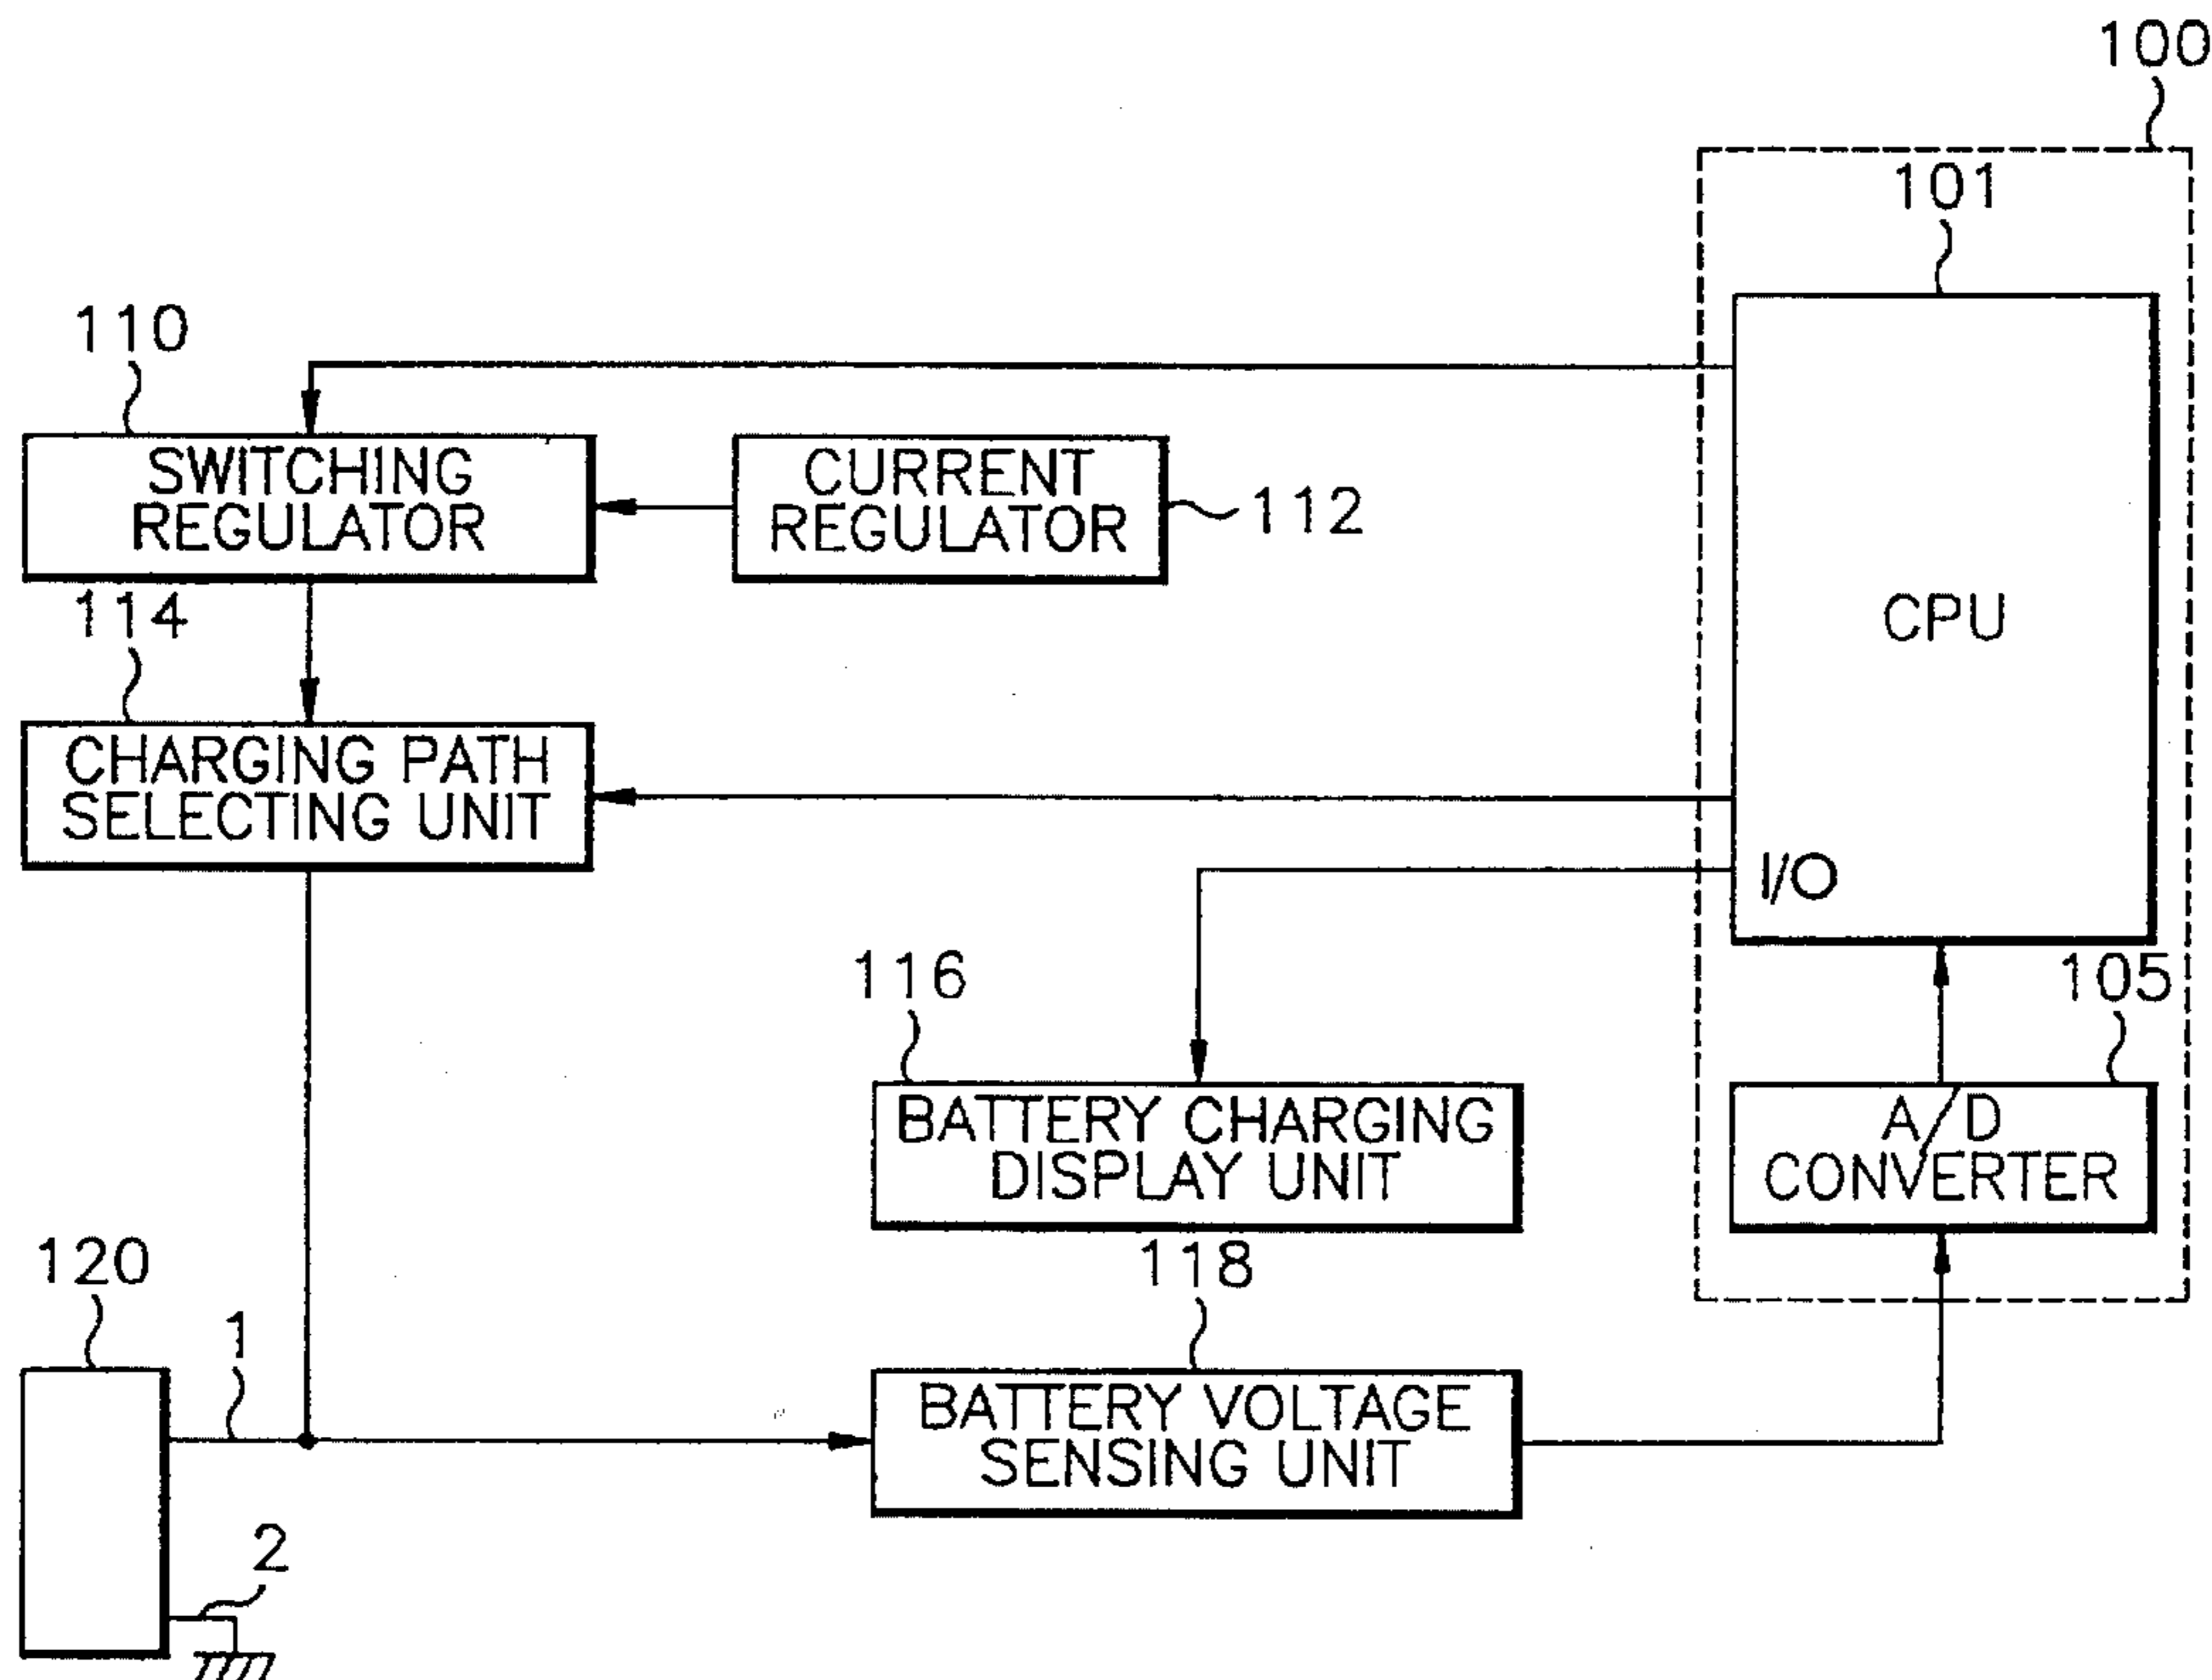 100
101
110
SWITCHING
REGULATOR
CURRENT
REGULATOR
112
CPU
114
CHARGING PATH
SELECTING UNIT
I/O
116
105
BATTERY CHARGING
DISPLAY UNIT
A/D
CONVERTER
120
118
1
BATTERY VOLTAGE
SENSING UNIT
2